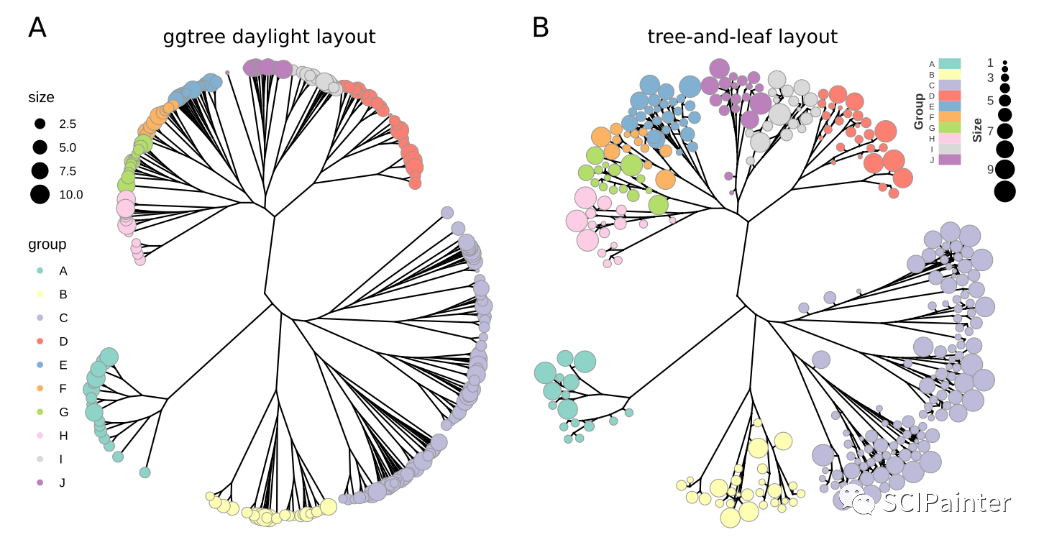 A
ggtree daylight layout
size
2.5
5.0
7.5
10.0
group
A
B
C
D
E
F
G
H
I
J
B
tree-and-leaf layout
Group
A
B
C
D
E
F
G
H
I
J
Size
1
3
5
7
9
SCIPainter